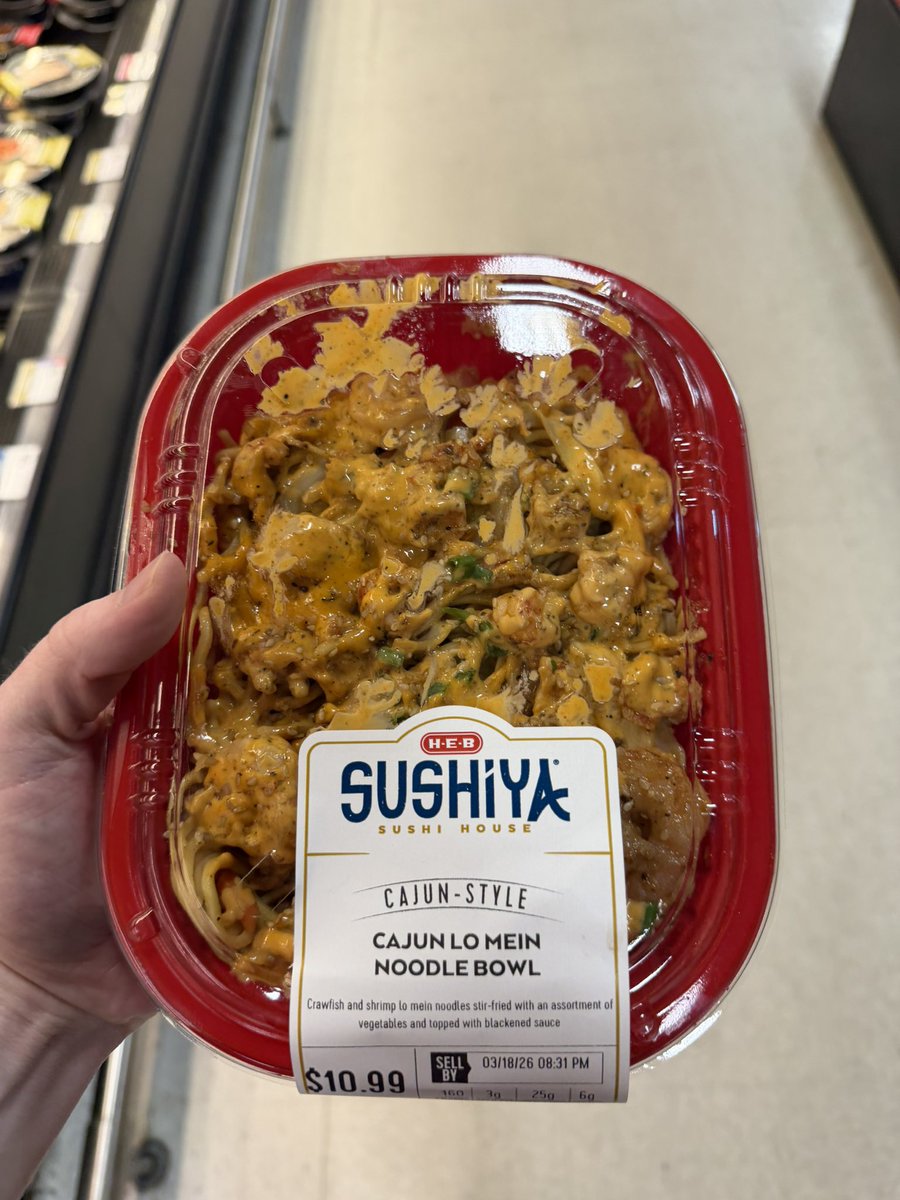 H-E-B
SUSHiYA
SUSHI HOUSE
CAJUN-STYLE
CAJUN LO MEIN
NOODLE BOWL
Crawfish and shrimp lo mein noodles stir-fried with an assortment of
vegetables and topped with blackened sauce
$10.99
SELL
BY
03/18/26 08:31 PM
160 3g 25g 6g